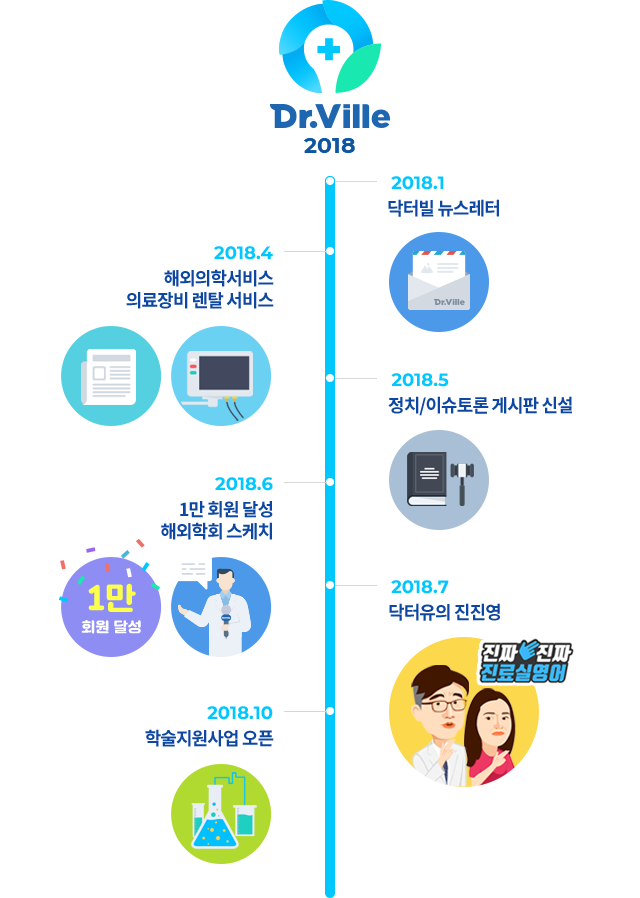 Dr.Ville
2018
2018.1
닥터빌 뉴스레터
Dr.Ville
2018.4
해외의학서비스
의료장비 렌탈 서비스
2018.5
정치/이슈토론 게시판 신설
2018.6
1만 회원 달성
해외학회 스케치
1만
회원 달성
2018.7
닥터유의 진진영
진짜 진짜
진료실영어
2018.10
학술지원사업 오픈